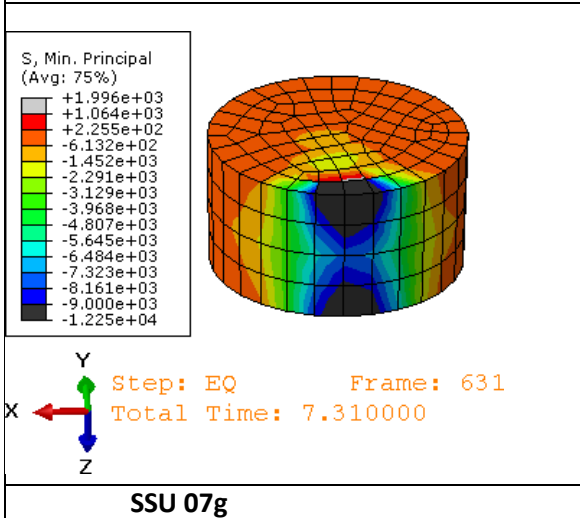 S, Min. Principal
(Avg: 75%)
+1.996e+03
+1.064e+03
+2.255e+02
-6.132e+02
-1.452e+03
-2.291e+03
-3.129e+03
-3.968e+03
-4.807e+03
-5.645e+03
-6.484e+03
-7.323e+03
-8.161e+03
-9.000e+03
-1.225e+04
Y
X
Z
Step: EQ Frame: 631
Total Time: 7.310000
SSU 07g